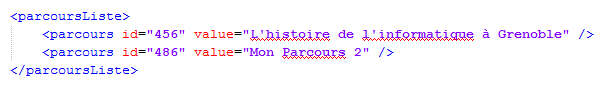 <parcoursListe>
<parcours id="456" value="L'histoire de l'informatique à Grenoble" />
<parcours id="486" value="Mon Parcours 2" />
</parcoursListe>